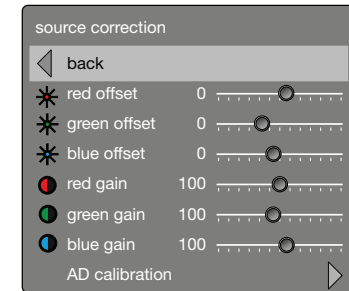 source correction
back
red offset 0
green offset 0
blue offset 0
red gain 100
green gain 100
blue gain 100
AD calibration